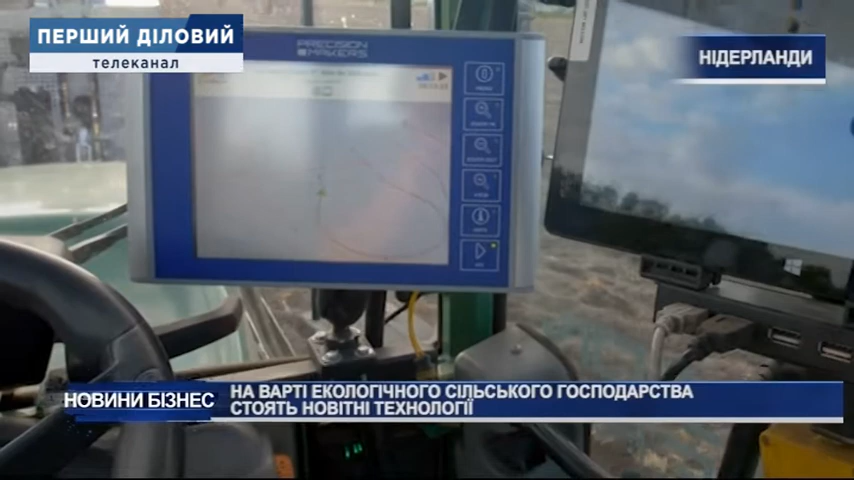 ПЕРШИЙ ДІЛОВИЙ
телеканал
PRECISION MAKERS
НІДЕРЛАНДИ
НОВИНИ БІЗНЕС
НА ВАРТІ ЕКОЛОГІЧНОГО СІЛЬСЬКОГО ГОСПОДАРСТВА
СТОЯТЬ НОВІТНІ ТЕХНОЛОГІЇ